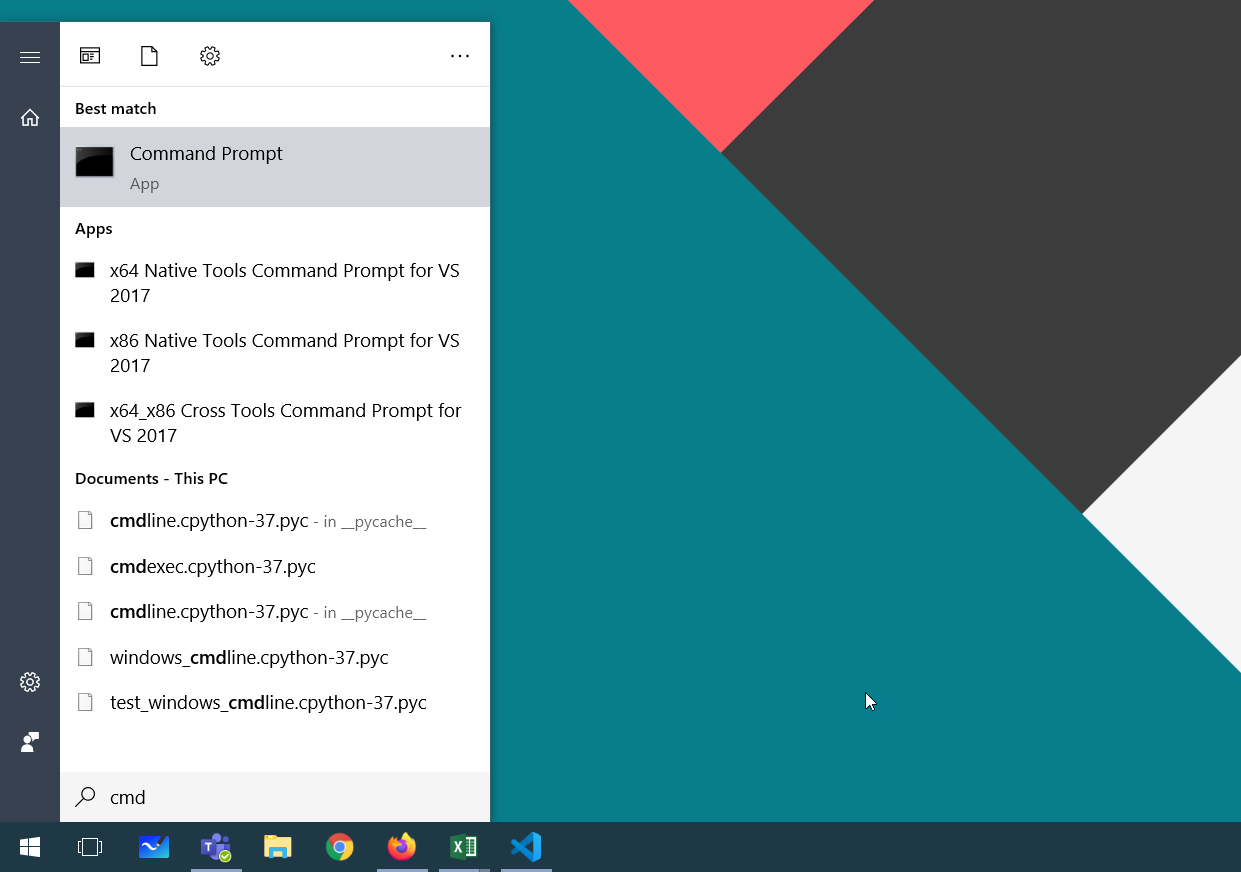 Best match
Command Prompt
App
Apps
x64 Native Tools Command Prompt for VS
2017
x86 Native Tools Command Prompt for VS
2017
x64_x86 Cross Tools Command Prompt for
VS 2017
Documents - This PC
cmdline.cpython-37.pyc - in __pycache__
cmdexec.cpython-37.pyc
cmdline.cpython-37.pyc - in __pycache__
windows_cmdline.cpython-37.pyc
test_windows_cmdline.cpython-37.pyc
cmd